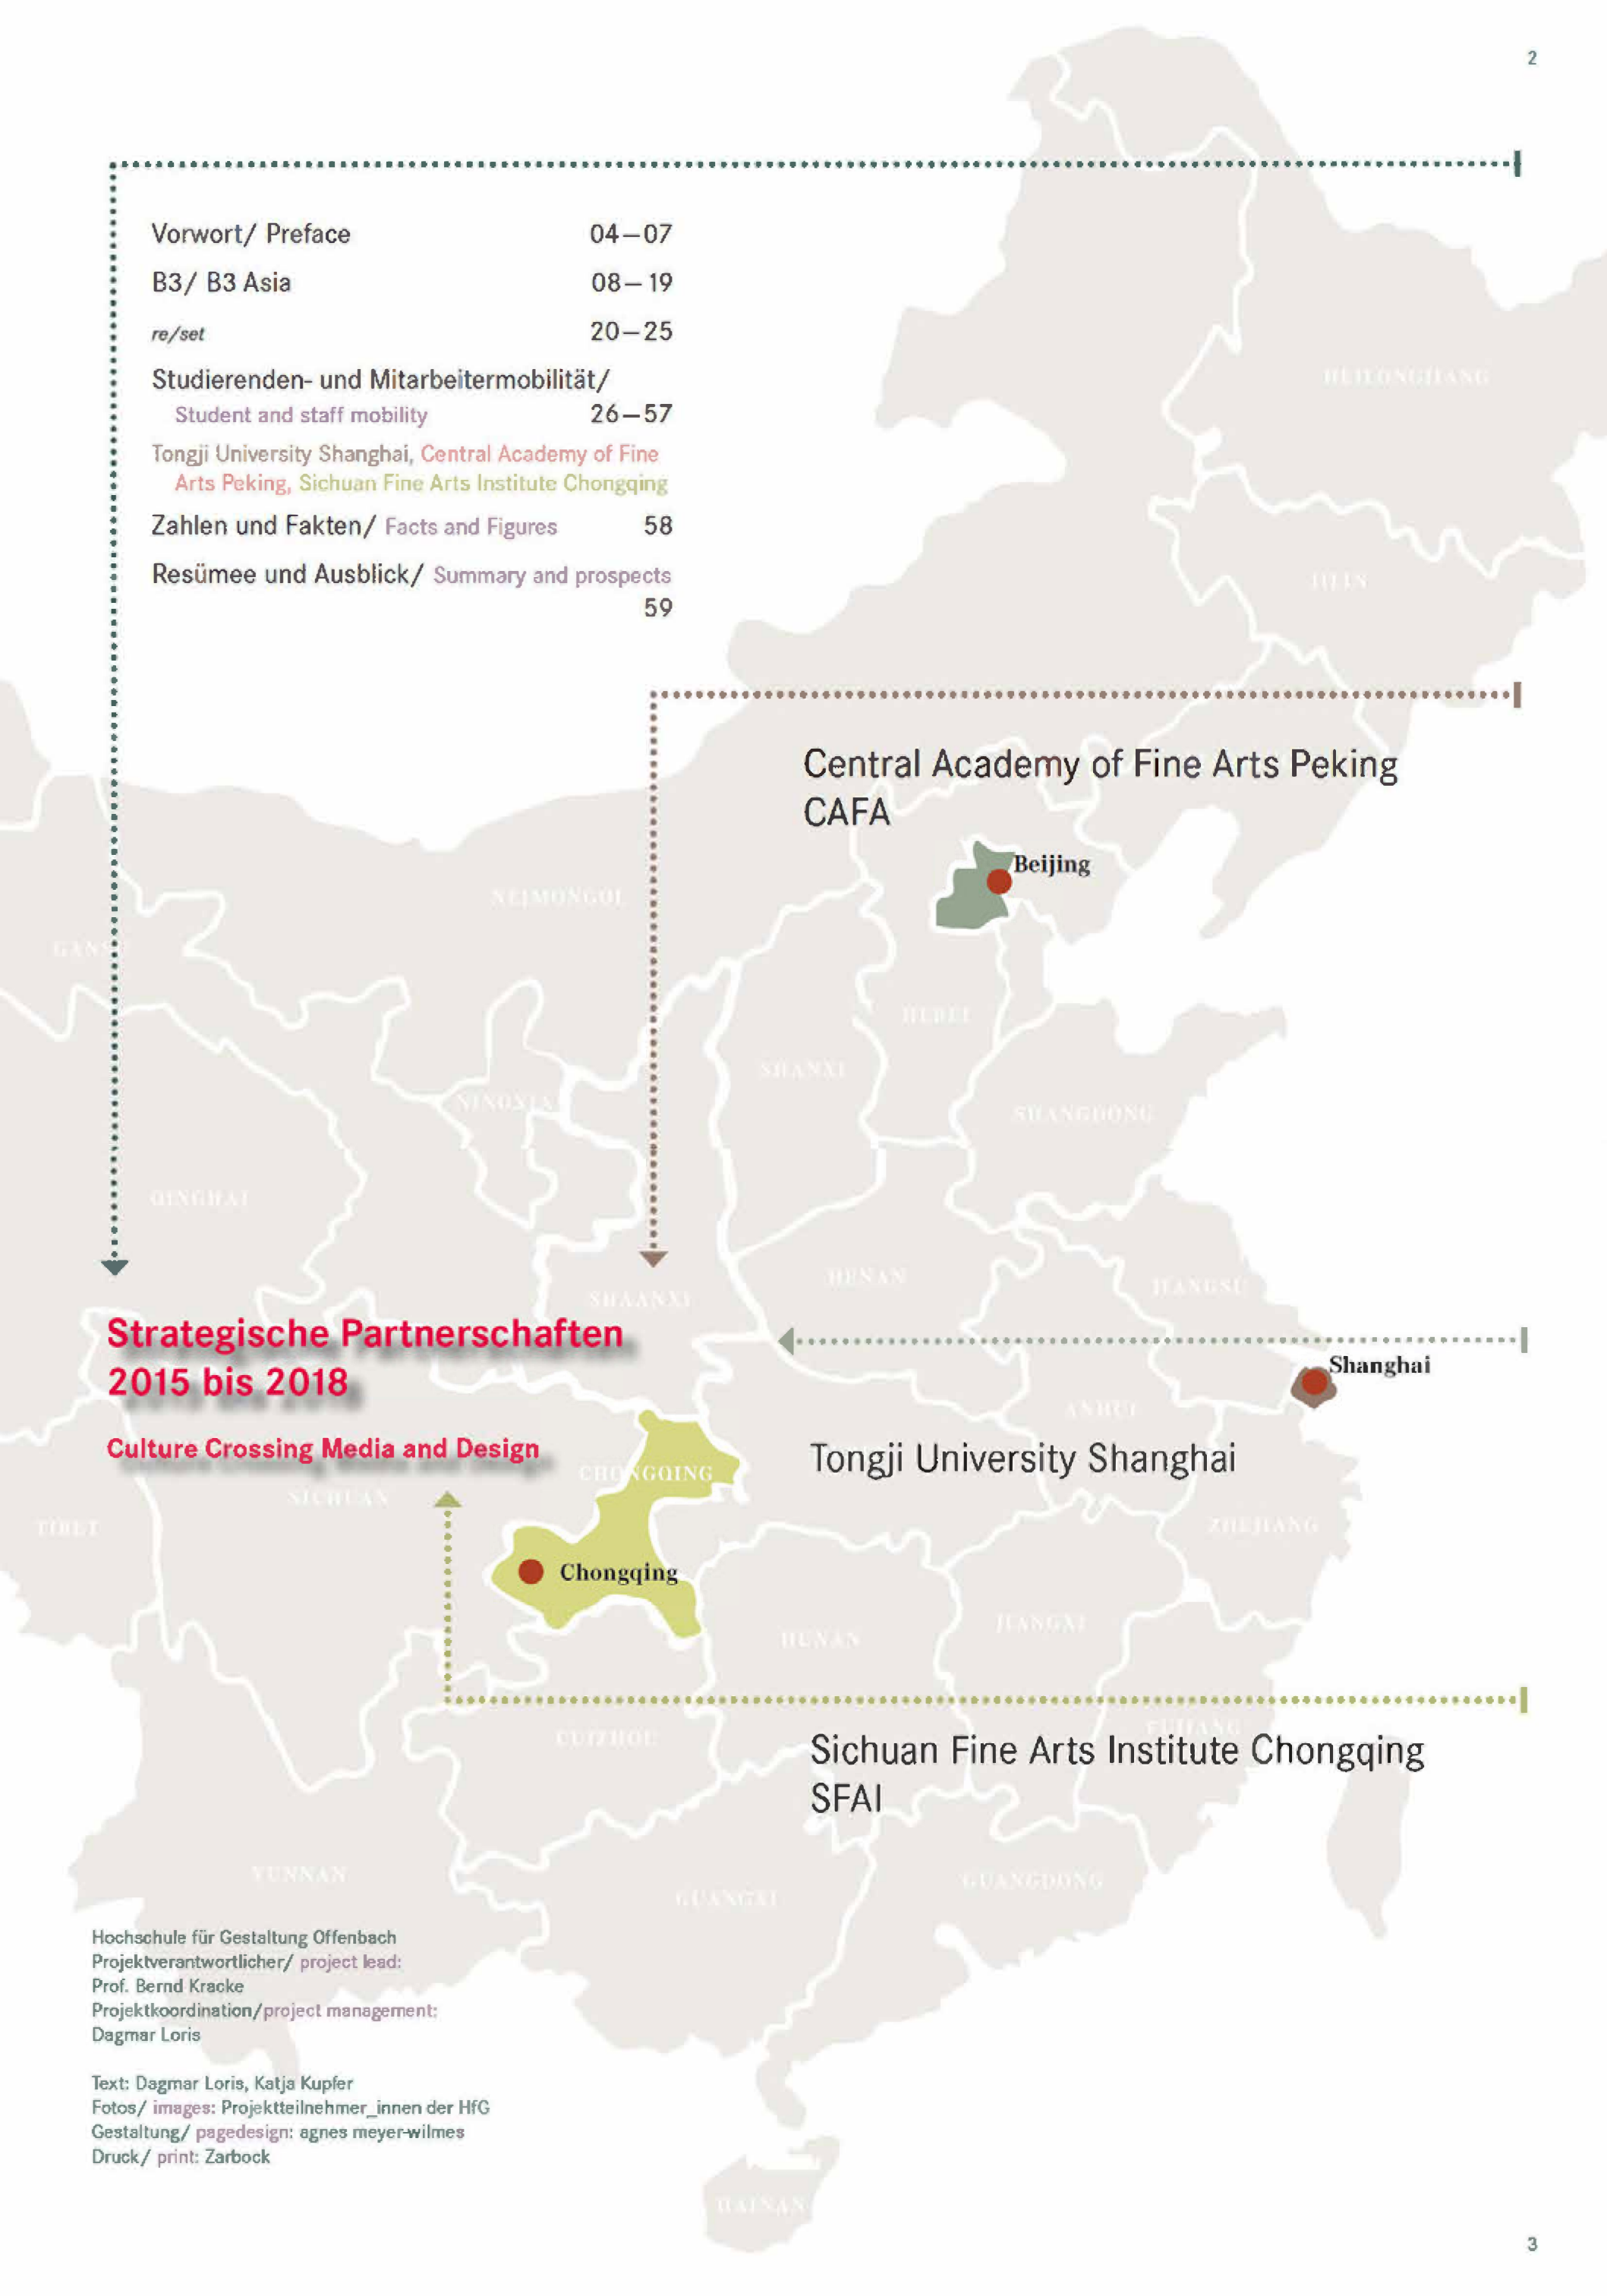 2
Vorwort/ Preface 04–07
B3/ B3 Asia 08–19
re/set 20–25
Studierenden- und Mitarbeitermobilität/
Student and staff mobility 26–57
Tongji University Shanghai, Central Academy of Fine
Arts Peking, Sichuan Fine Arts Institute Chongqing
Zahlen und Fakten/ Facts and Figures 58
Resümee und Ausblick/ Summary and prospects
59
HEILONGJIANG
JILIN
Central Academy of Fine Arts Peking
CAFA
Beijing
NEIMONGOL
GANSU
HEBEI
SHANXI
NINGXIA
SHANGDONG
QINGHAI
HENAN
JIANGSU
SHAANXI
Strategische Partnerschaften
2015 bis 2018
Culture Crossing Media and Design
Shanghai
ANHUI
Tongji University Shanghai
CHONGQING
SICHUAN
TIBET
ZHEJIANG
Chongqing
JIANGXI
HUNAN
FUJIANG
GUIZHOU
Sichuan Fine Arts Institute Chongqing
SFAI
YUNNAN
GUANGXI
GUANGDONG
Hochschule für Gestaltung Offenbach
Projektverantwortlicher/ project lead:
Prof. Bernd Kracke
Projektkoordination/project management:
Dagmar Loris
Text: Dagmar Loris, Katja Kupfer
Fotos/ images: Projektteilnehmer_innen der HfG
Gestaltung/ pagedesign: agnes meyer-wilmes
Druck/ print: Zarbock
HAINAN
3